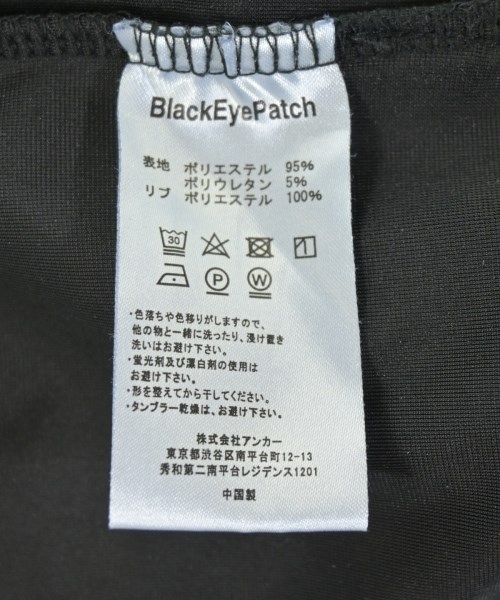 BlackEyePatch
表地 ポリエステル 95%
ポリウレタン 5%
リブ ポリエステル 100%
30
P W
・色落ちや色移りがしますので、
他の物と一緒に洗ったり、浸け置き
洗いはお避け下さい。
・蛍光剤及び漂白剤の使用は
お避け下さい。
・形を整えてから干してください。
・タンブラー乾燥は、お避け下さい。
株式会社アンカー
東京都渋谷区南平台町12-13
秀和第二南平台レジデンス1201
中国製